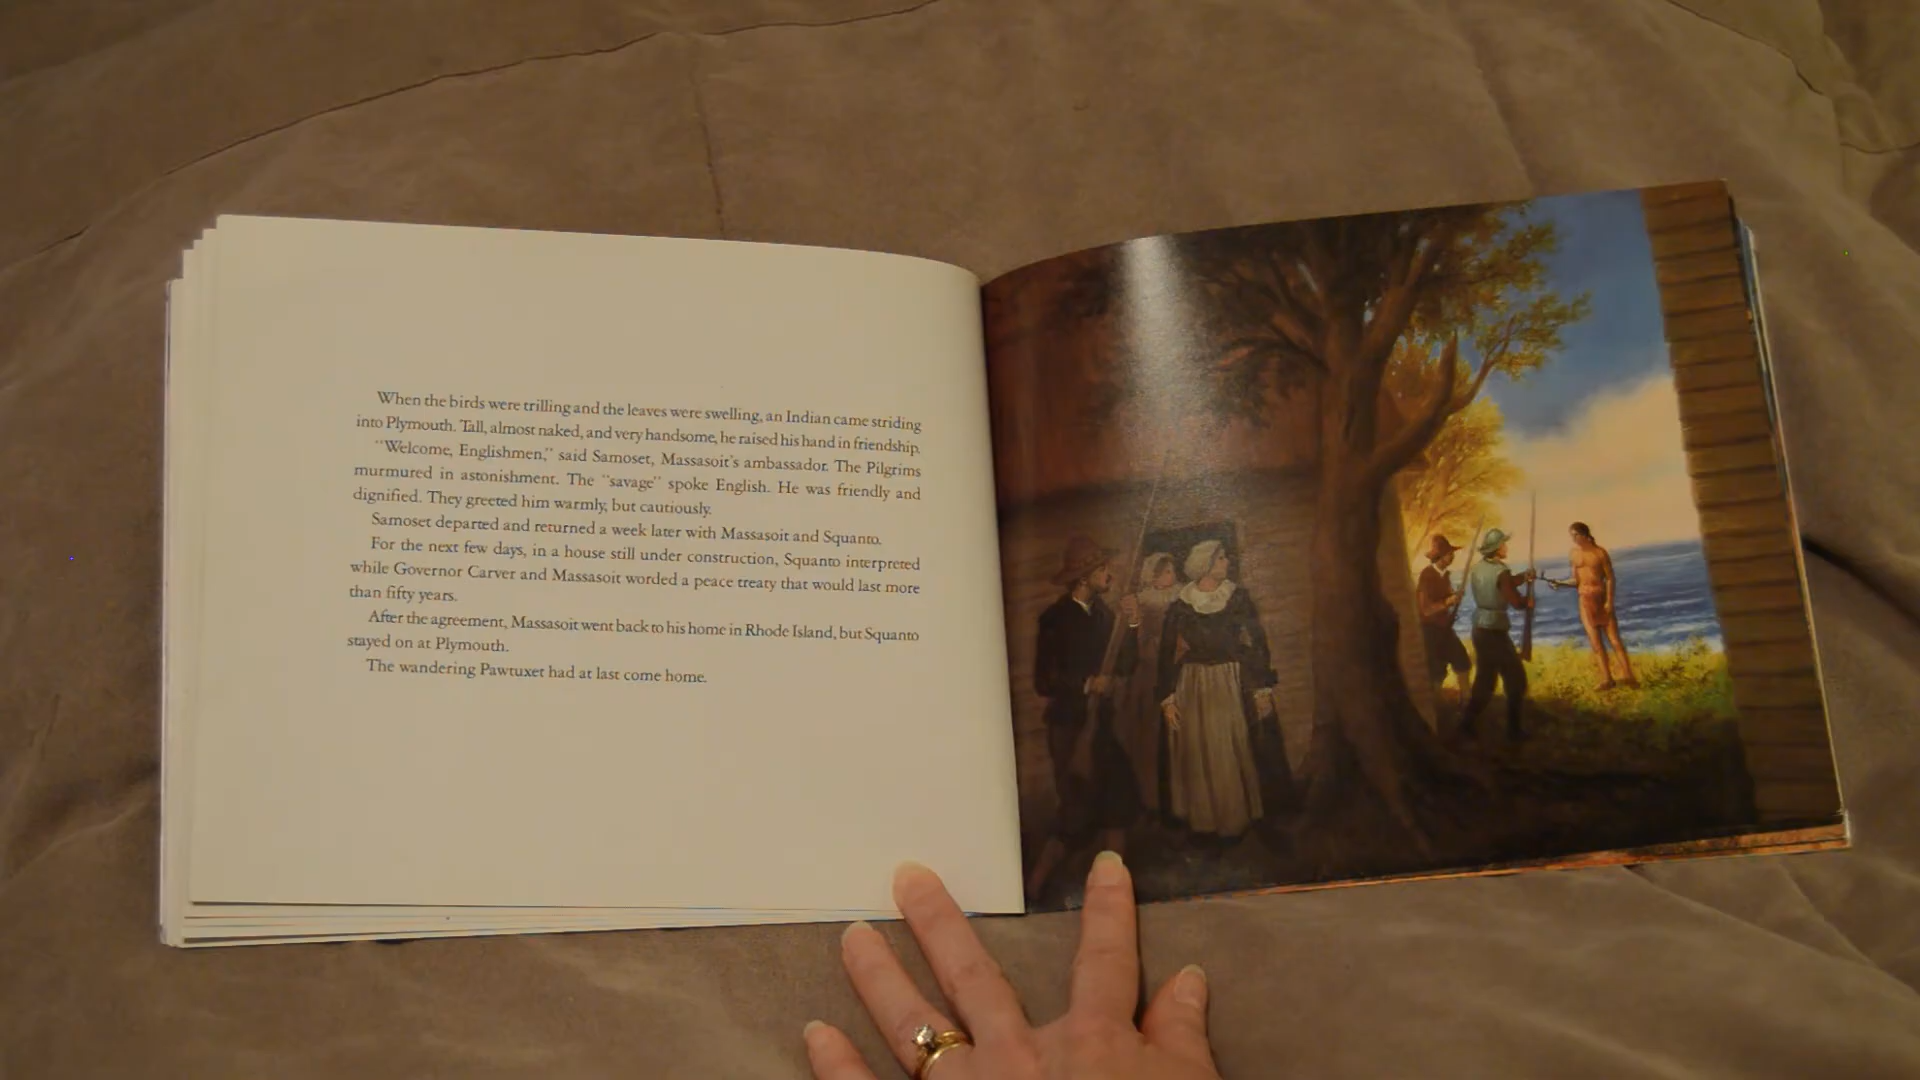 When the birds were trilling and the leaves were swelling, an Indian came striding
into Plymouth. Tall, almost naked, and very handsome, he raised his hand in friendship.
"Welcome, Englishmen," said Samoset, Massasoit's ambassador. The Pilgrims
murmured in astonishment. The "savage" spoke English. He was friendly and
dignified. They greeted him warmly, but cautiously.
Samoset departed and returned a week later with Massasoit and Squanto.
For the next few days, in a house still under construction, Squanto interpreted
while Governor Carver and Massasoit worded a peace treaty that would last more
than fifty years.
After the agreement, Massasoit went back to his home in Rhode Island, but Squanto
stayed on at Plymouth.
The wandering Pawtuxet had at last come home.